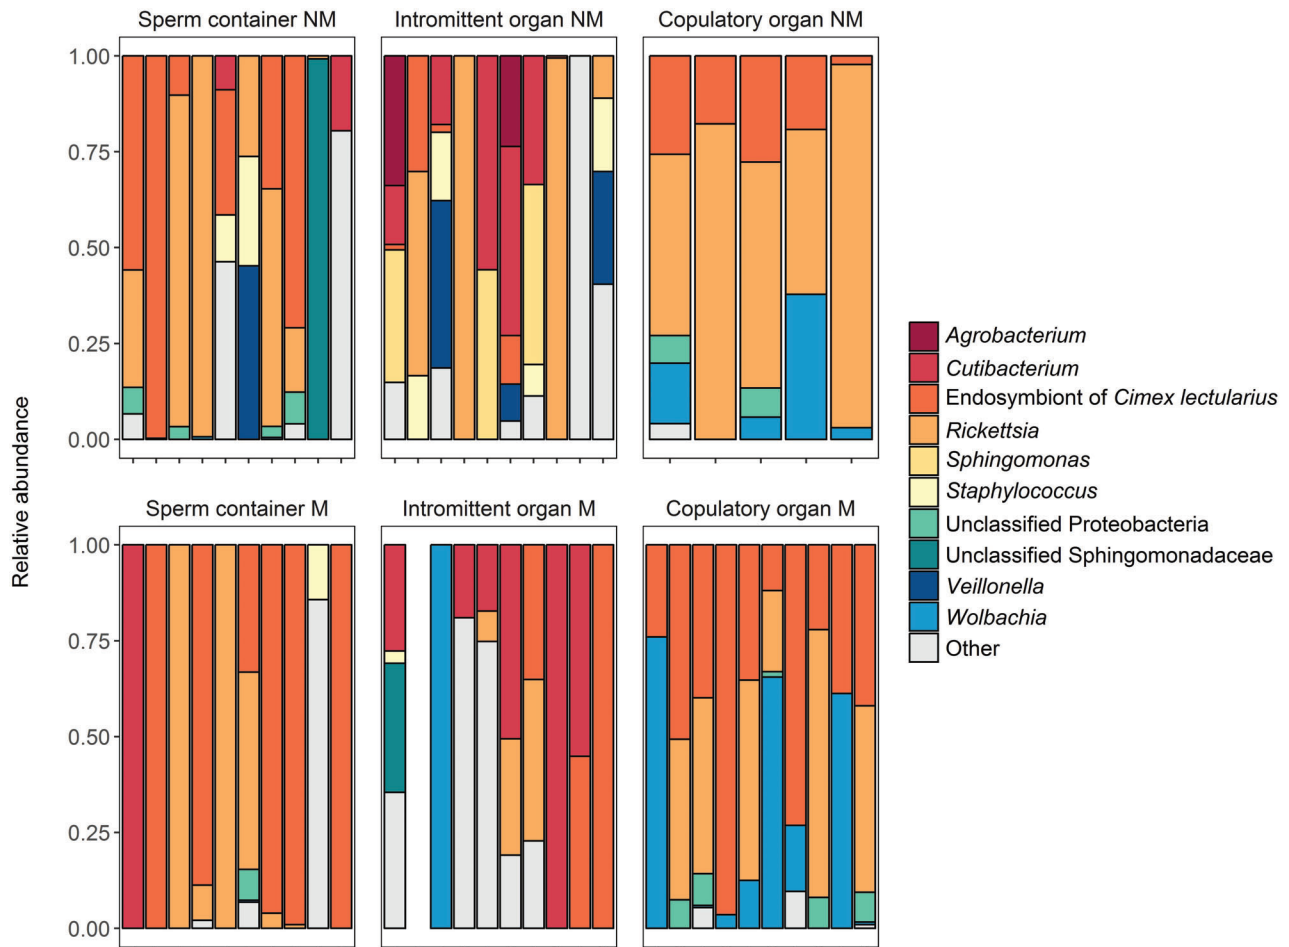 Sperm container NM
Intromittent organ NM
Copulatory organ NM
1.00
0.75
0.50
0.25
0.00
Relative abundance
Sperm container M
Intromittent organ M
Copulatory organ M
1.00
0.75
0.50
0.25
0.00
Agrobacterium
Cutibacterium
Endosymbiont of Cimex lectularius
Rickettsia
Sphingomonas
Staphylococcus
Unclassified Proteobacteria
Unclassified Sphingomonadaceae
Veillonella
Wolbachia
Other